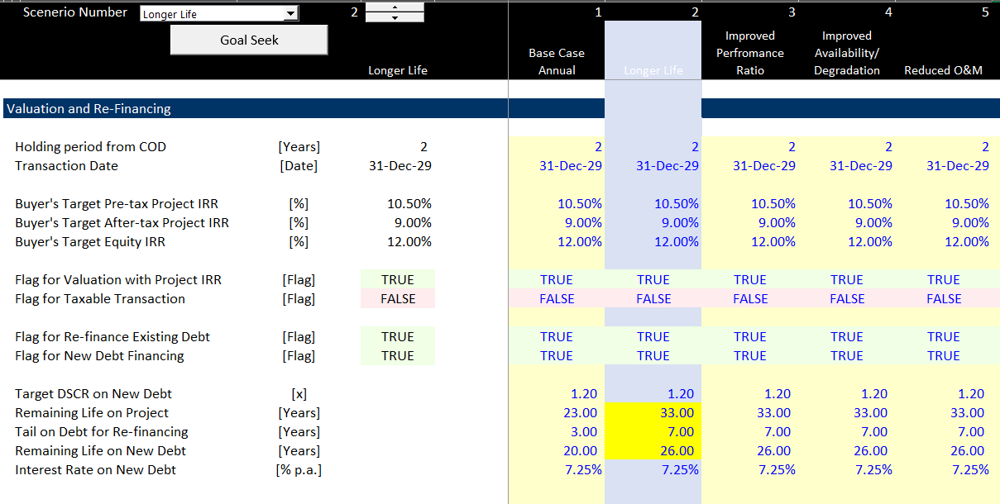 Scenerio Number Longer Life 2 1 2 3 4 5
Goal Seek
Improved Improved
Base Case Perfromance Availability/
Longer Life Annual Longer Life Ratio Degradation Reduced O&M
Valuation and Re-Financing
Holding period from COD [Years] 2 2 2 2 2 2
Transaction Date [Date] 31-Dec-29 31-Dec-29 31-Dec-29 31-Dec-29 31-Dec-29 31-Dec-29
Buyer's Target Pre-tax Project IRR [%] 10.50% 10.50% 10.50% 10.50% 10.50% 10.50%
Buyer's Target After-tax Project IRR [%] 9.00% 9.00% 9.00% 9.00% 9.00% 9.00%
Buyer's Target Equity IRR [%] 12.00% 12.00% 12.00% 12.00% 12.00% 12.00%
Flag for Valuation with Project IRR [Flag] TRUE TRUE TRUE TRUE TRUE TRUE
Flag for Taxable Transaction [Flag] FALSE FALSE FALSE FALSE FALSE FALSE
Flag for Re-finance Existing Debt [Flag] TRUE TRUE TRUE TRUE TRUE TRUE
Flag for New Debt Financing [Flag] TRUE TRUE TRUE TRUE TRUE TRUE
Target DSCR on New Debt [x] 1.20 1.20 1.20 1.20 1.20
Remaining Life on Project [Years] 23.00 33.00 33.00 33.00 33.00
Tail on Debt for Re-financing [Years] 3.00 7.00 7.00 7.00 7.00
Remaining Life on New Debt [Years] 20.00 26.00 26.00 26.00 26.00
Interest Rate on New Debt [% p.a.] 7.25% 7.25% 7.25% 7.25% 7.25%